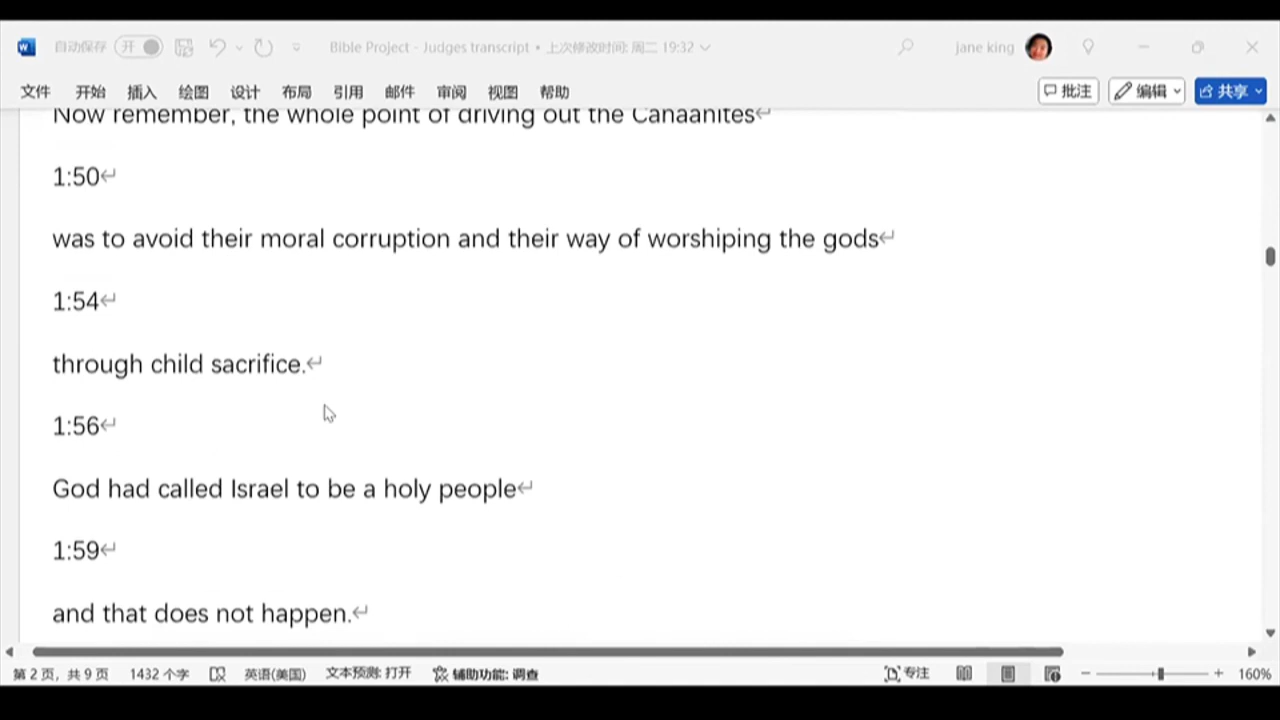 自动保存 开 Bible Project - Judges transcript • 上次修改时间: 周二 19:32 jane king
文件 开始 插入 绘图 设计 布局 引用 邮件 审阅 视图 帮助 批注 编辑 共享
Now remember, the whole point of driving out the Canaanites
1:50
was to avoid their moral corruption and their way of worshiping the gods
1:54
through child sacrifice.
1:56
God had called Israel to be a holy people
1:59
and that does not happen.
第 2 页，共 9 页 1432 个字 英语(美国) 文本预测: 打开 辅助功能: 调查 专注 160%